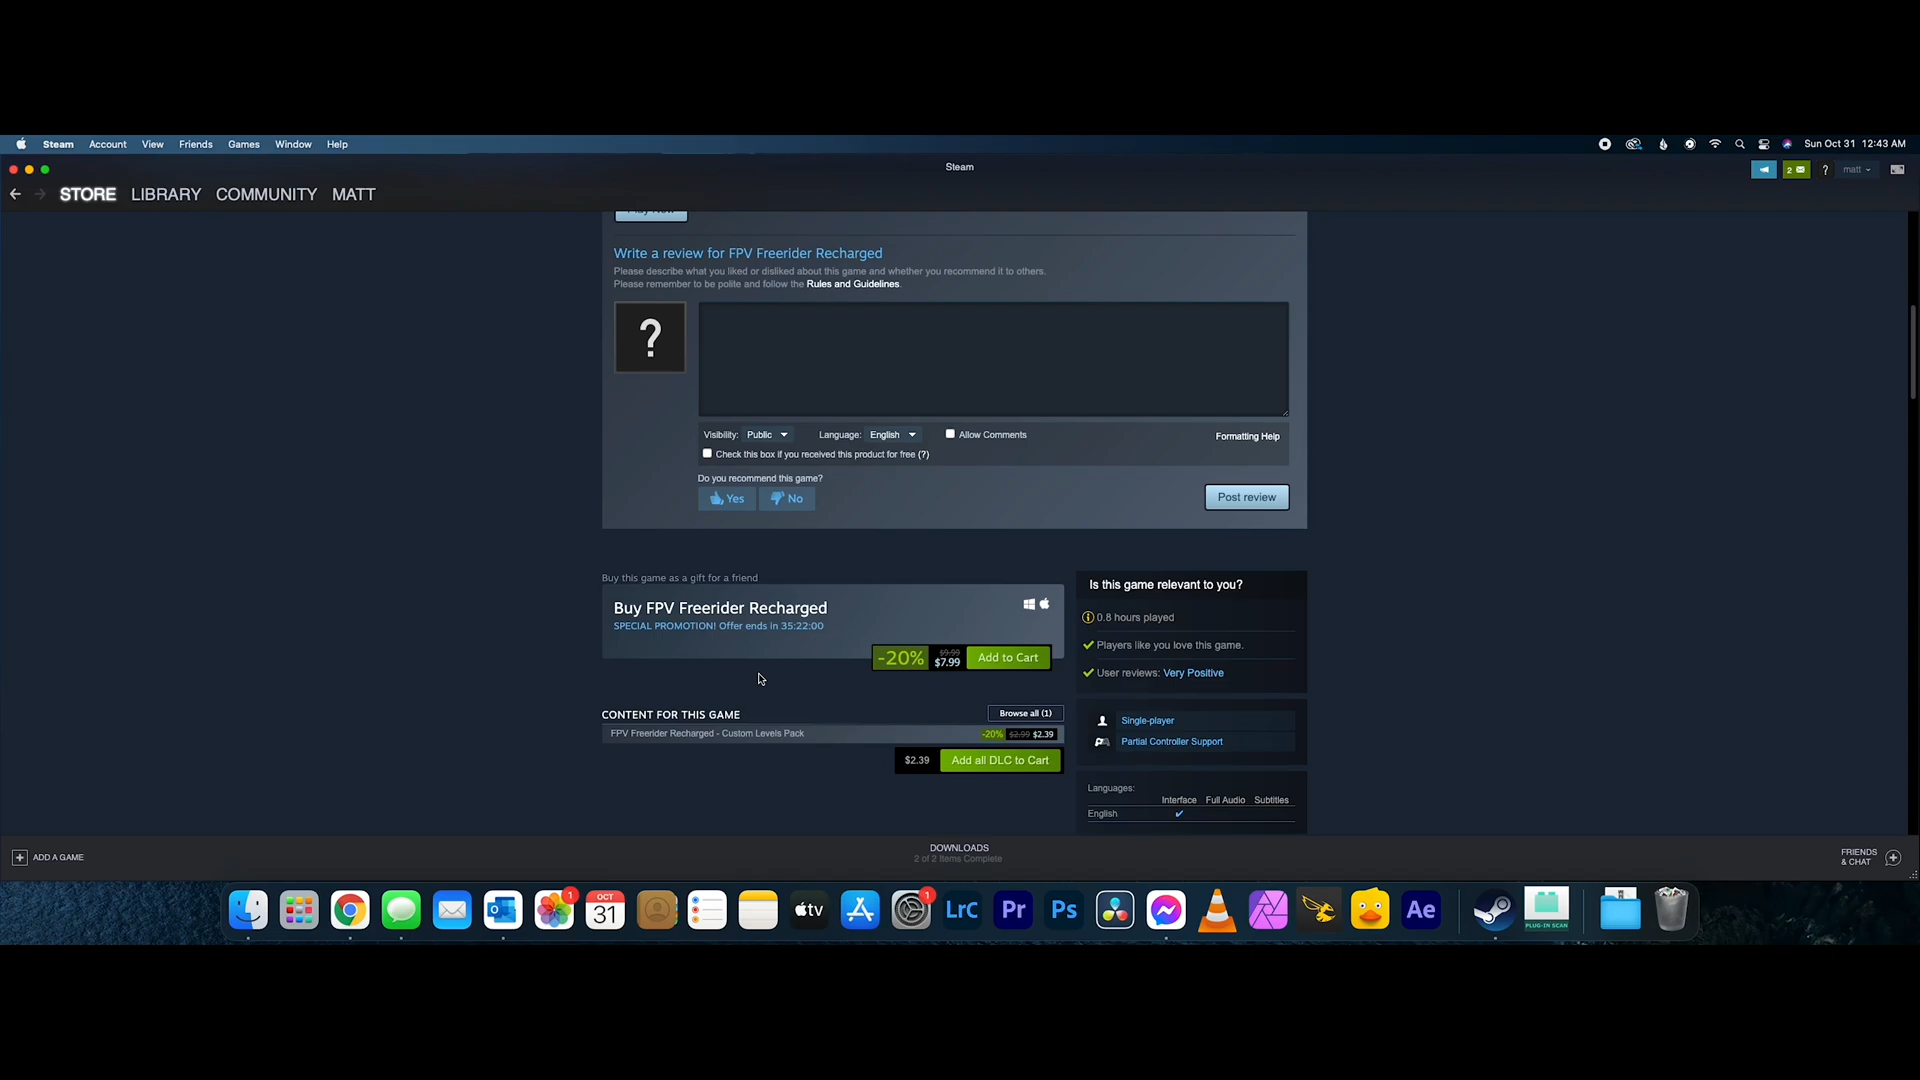 Steam Account View Friends Games Window Help
Sun Oct 31 12:43 AM
Steam
2 ? matt
STORE LIBRARY COMMUNITY MATT
Write a review for FPV Freerider Recharged
Please describe what you liked or disliked about this game and whether you recommend it to others.
Please remember to be polite and follow the Rules and Guidelines.
?
Visibility: Public Language: English Allow Comments Formatting Help
Check this box if you received this product for free (?)
Do you recommend this game?
Yes No
Post review
Buy this game as a gift for a friend
Buy FPV Freerider Recharged
SPECIAL PROMOTION! Offer ends in 35:22:00
-20% $9.99 $7.99 Add to Cart
CONTENT FOR THIS GAME Browse all (1)
FPV Freerider Recharged - Custom Levels Pack -20% $2.99 $2.39
$2.39 Add all DLC to Cart
Is this game relevant to you?
0.8 hours played
Players like you love this game.
User reviews: Very Positive
Single-player
Partial Controller Support
Languages:
Interface Full Audio Subtitles
English
ADD A GAME
DOWNLOADS
2 of 2 Items Complete
FRIENDS
& CHAT
1 OCT
31
tv
1
LrC
Pr
Ps
Ae
PLUG-IN SCAN